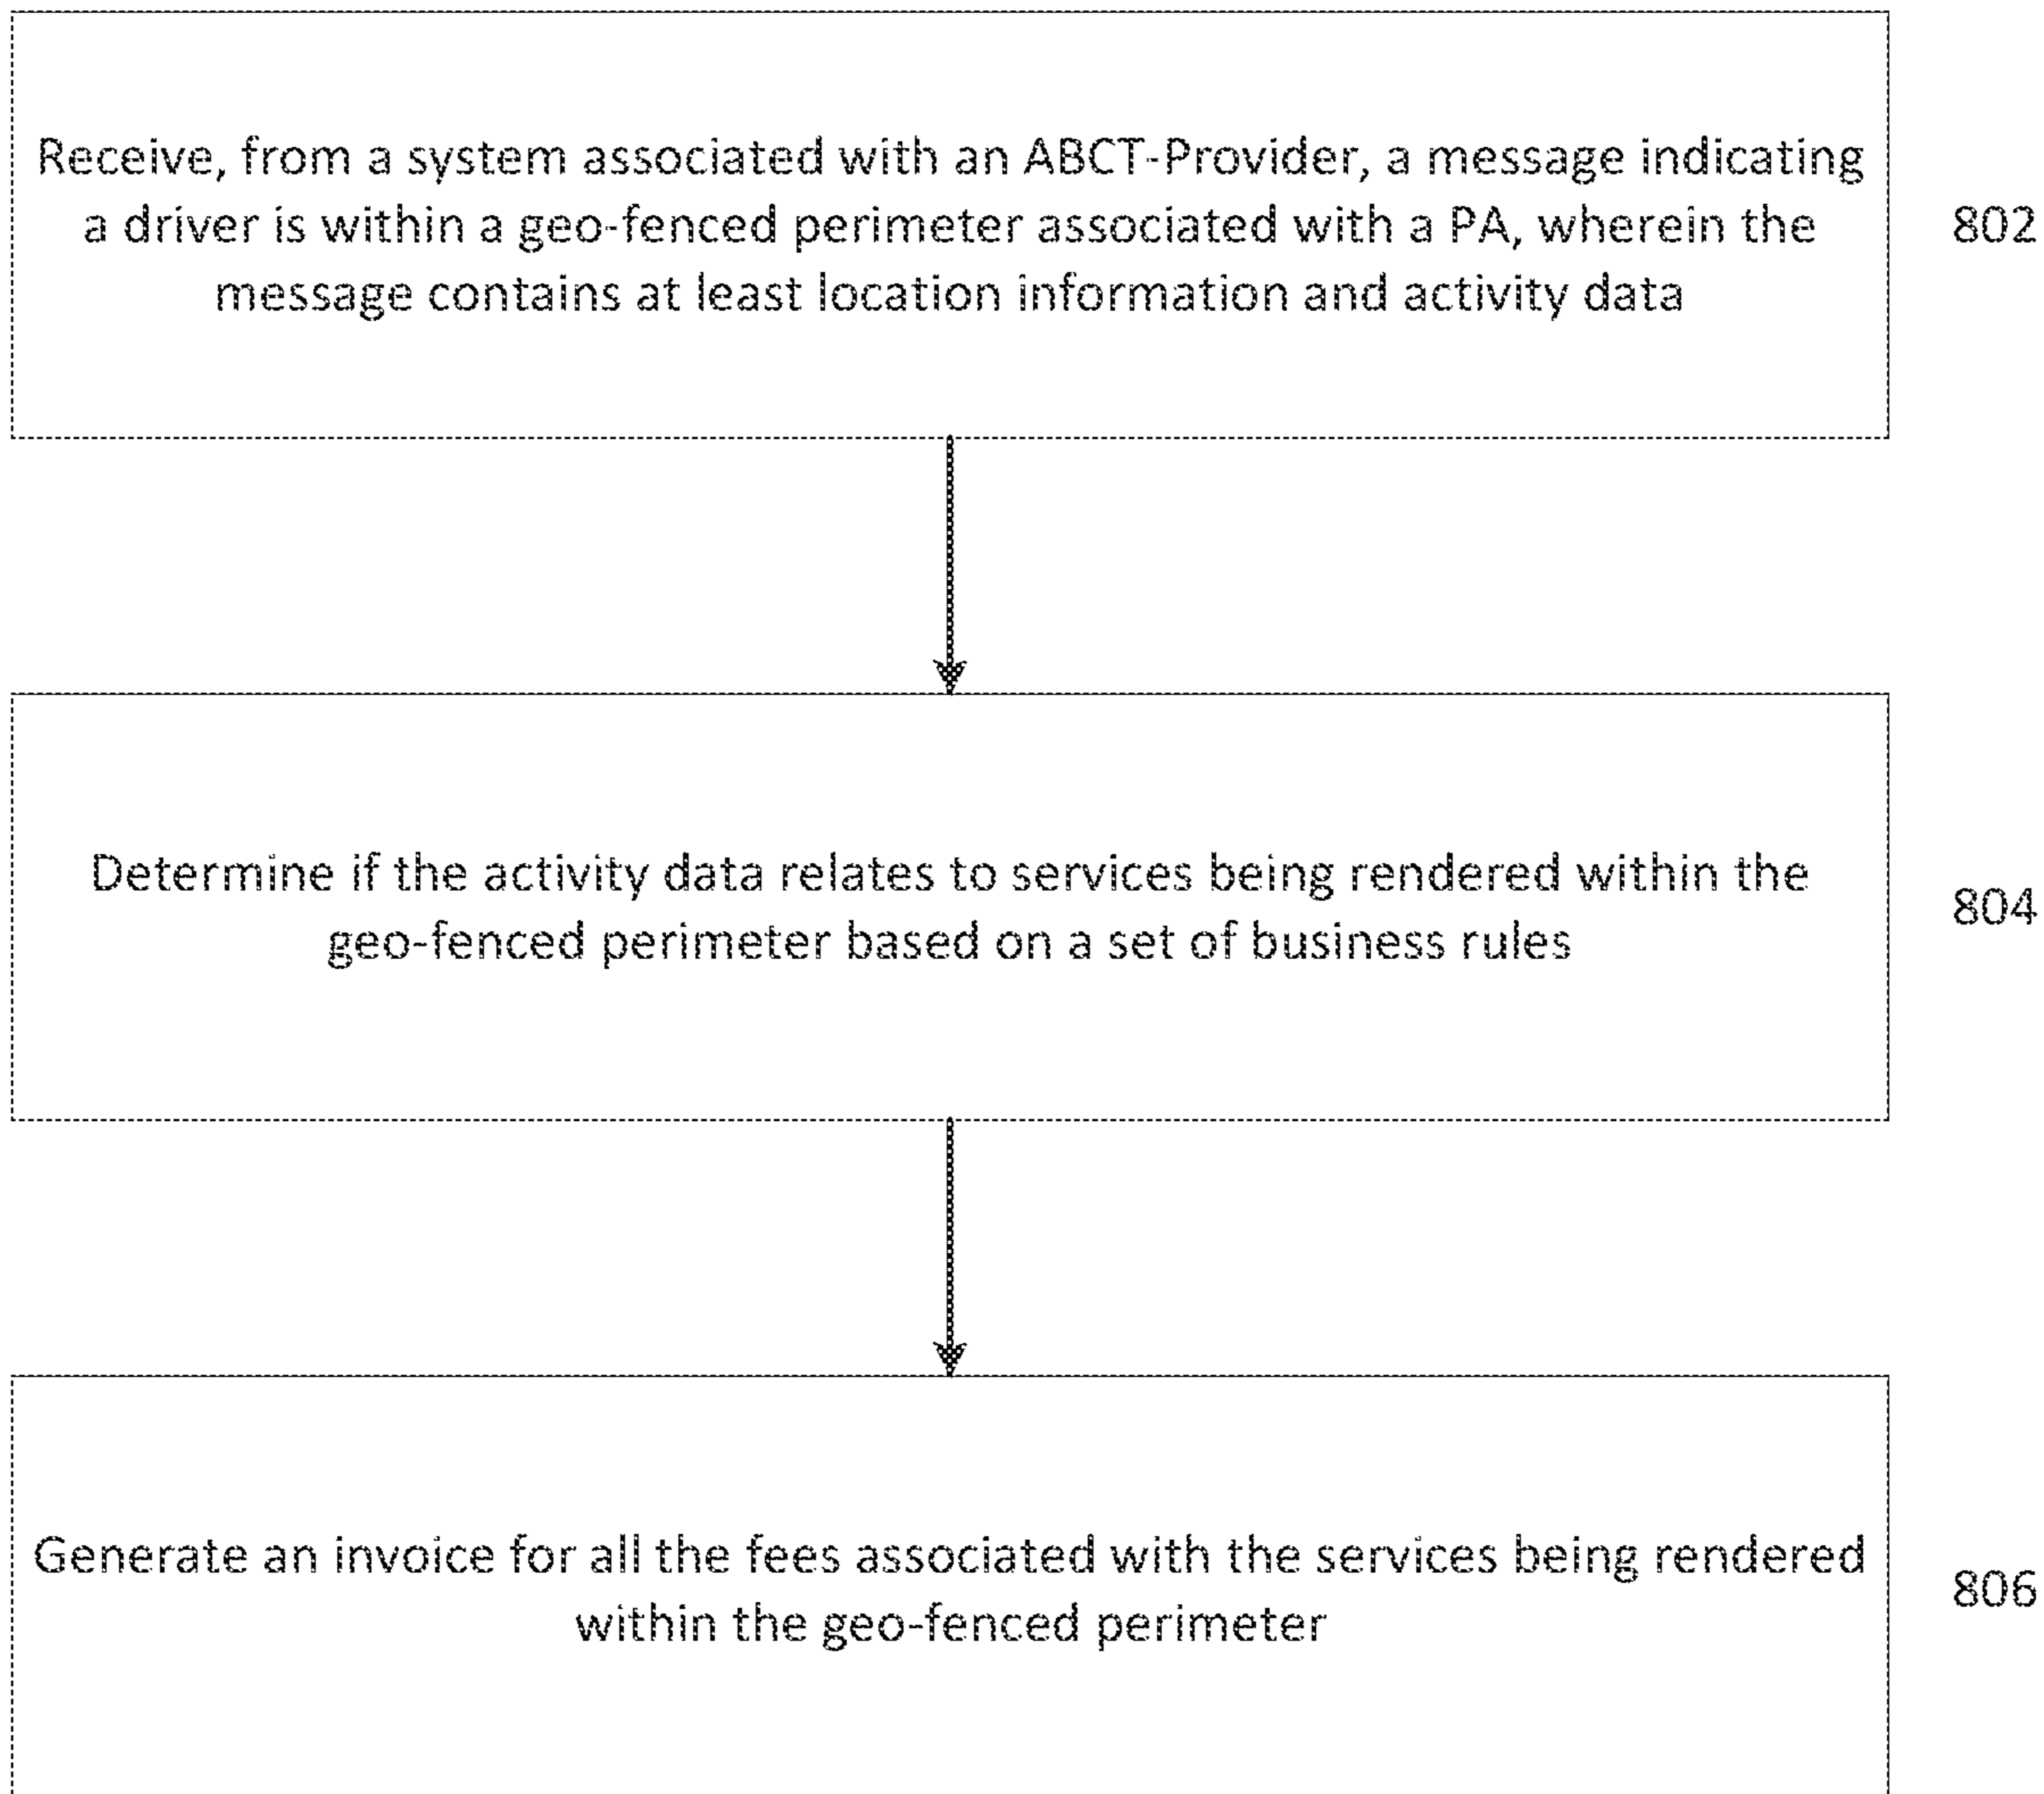 Receive, from a system associated with an ABCT-Provider, a message indicating
a driver is within a geo-fenced perimeter associated with a PA, wherein the
message contains at least location information and activity data
802
Determine if the activity data relates to services being rendered within the
geo-fenced perimeter based on a set of business rules
804
Generate an invoice for all the fees associated with the services being rendered
within the geo-fenced perimeter
806